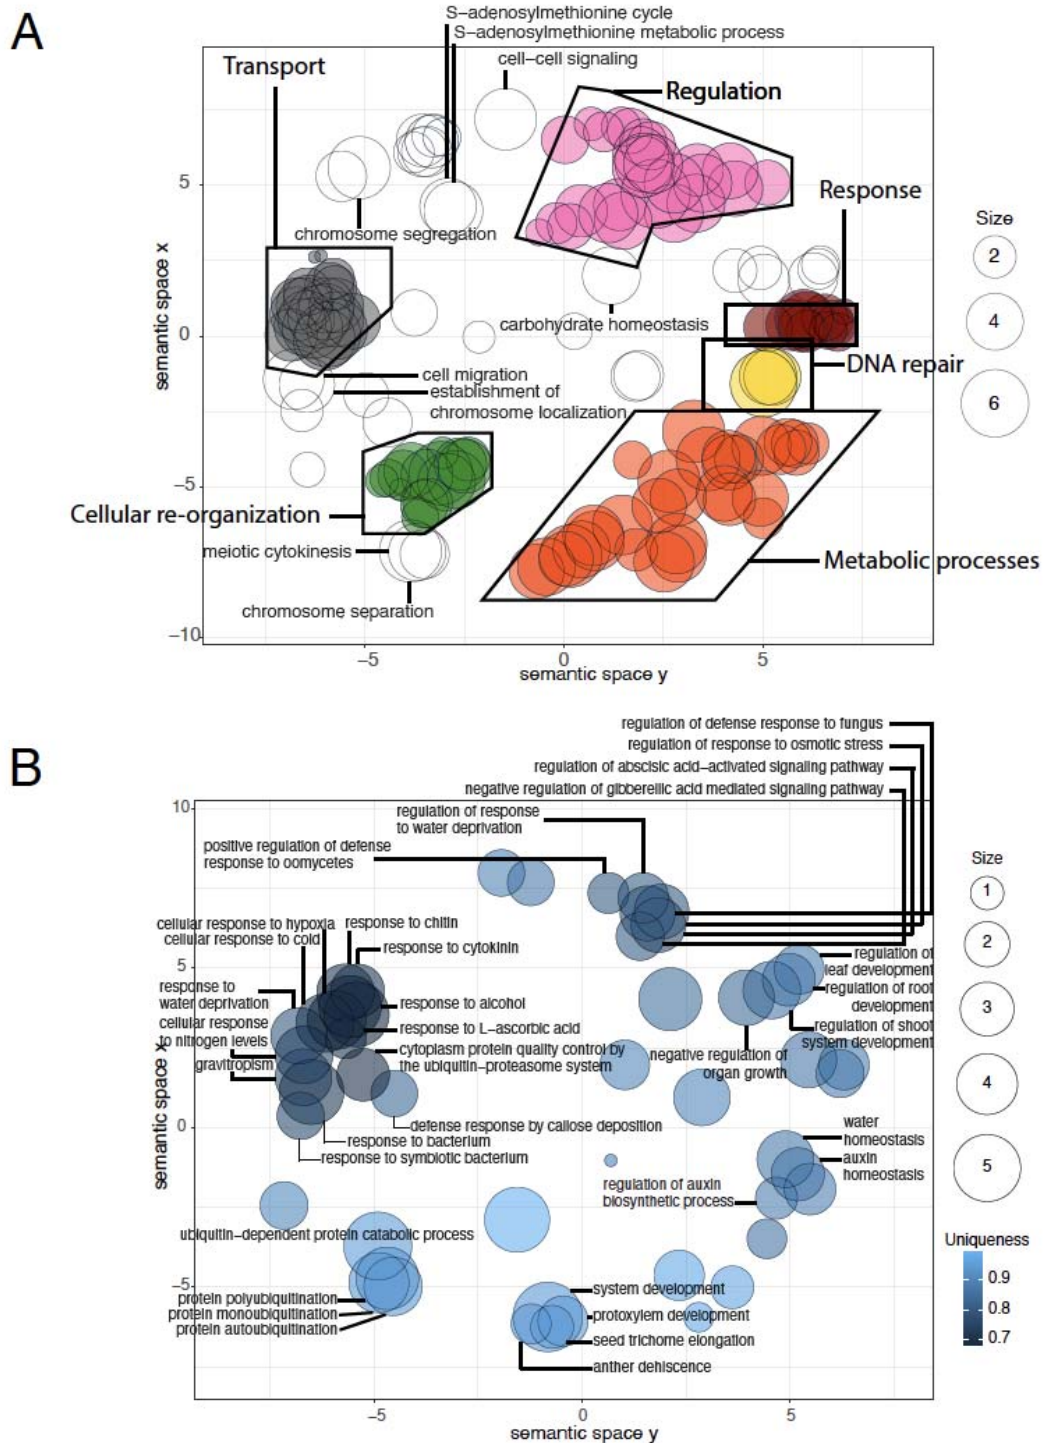 A
S−adenosylmethionine cycle
S−adenosylmethionine metabolic process
cell−cell signaling
Transport
Regulation
Response
chromosome segregation
carbohydrate homeostasis
DNA repair
cell migration
establishment of
chromosome localization
Cellular re-organization
meiotic cytokinesis
chromosome separation
Metabolic processes
semantic space x
5
0
−5
−10
−5
0
5
semantic space y
Size
2
4
6
B
regulation of defense response to fungus
regulation of response to osmotic stress
regulation of abscisic acid−activated signaling pathway
negative regulation of gibberellic acid mediated signaling pathway
regulation of response
to water deprivation
positive regulation of defense
response to oomycetes
cellular response to hypoxia
response to chitin
cellular response to cold
response to cytokinin
response to
water deprivation
response to alcohol
cellular response
to nitrogen levels
response to L−ascorbic acid
gravitropism
cytoplasm protein quality control by
the ubiquitin−proteasome system
defense response by callose deposition
response to bacterium
response to symbiotic bacterium
regulation of
leaf development
regulation of root
development
regulation of shoot
system development
negative regulation of
organ growth
water
homeostasis
auxin
homeostasis
regulation of auxin
biosynthetic process
ubiquitin−dependent protein catabolic process
protein polyubiquitination
protein monoubiquitination
protein autoubiquitination
system development
protoxylem development
seed trichome elongation
anther dehiscence
semantic space x
10
5
0
−5
−5
0
5
semantic space y
Size
1
2
3
4
5
Uniqueness
0.9
0.8
0.7